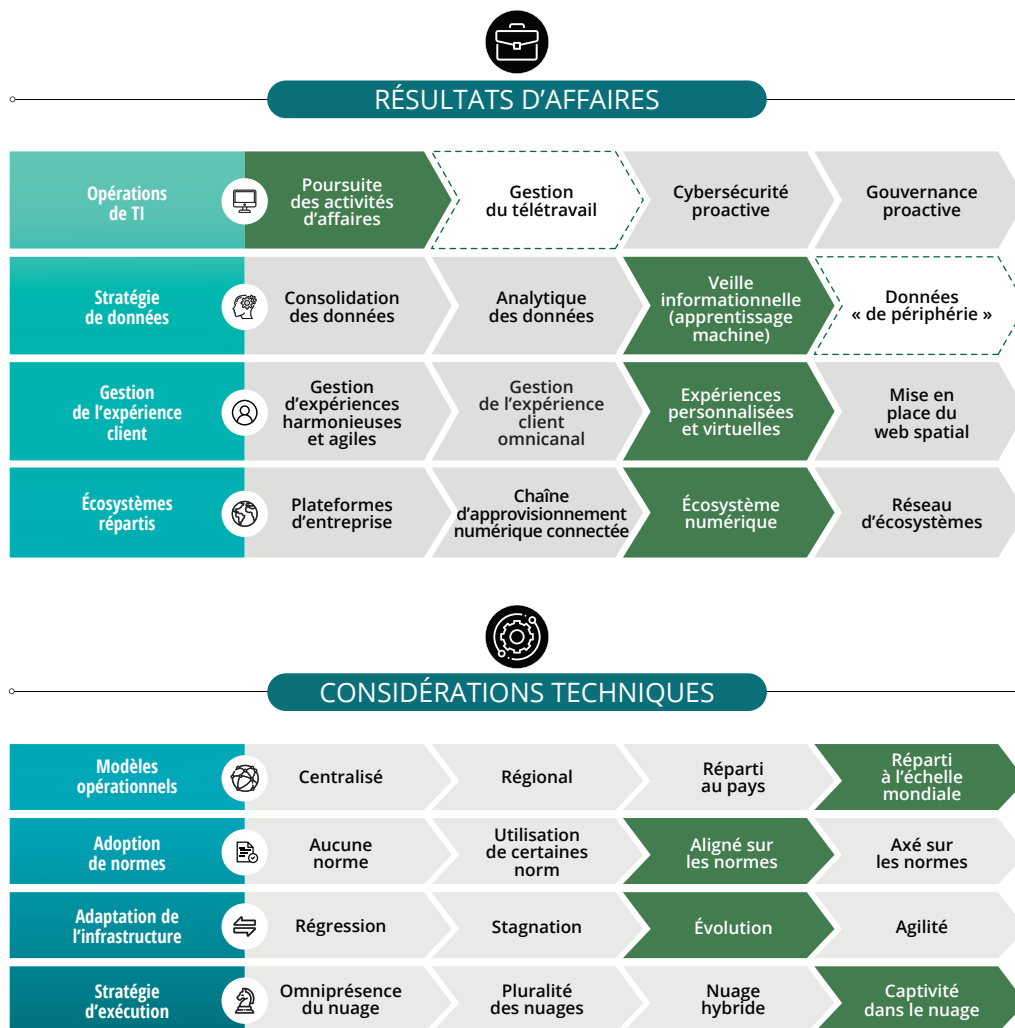 RÉSULTATS D’AFFAIRES
Opérations
de TI
Poursuite
des activités
d’affaires
Gestion
du télétravail
Cybersécurité
proactive
Gouvernance
proactive
Stratégie
de données
Consolidation
des données
Analytique
des données
Veille
informationnelle
(apprentissage
machine)
Données
« de périphérie »
Gestion
de l’expérience
client
Gestion
d’expériences
harmonieuses
et agiles
Gestion
de l’expérience
client
omnicanal
Expériences
personnalisées
et virtuelles
Mise en
place du
web spatial
Écosystèmes
répartis
Plateformes
d’entreprise
Chaîne
d’approvisionnement
numérique connectée
Écosystème
numérique
Réseau
d’écosystèmes
CONSIDÉRATIONS TECHNIQUES
Modèles
opérationnels
Centralisé
Régional
Réparti
au pays
Réparti
à l’échelle
mondiale
Adoption
de normes
Aucune
norme
Utilisation
de certaines
norm
Aligné sur
les normes
Axé sur
les normes
Adaptation de
l’infrastructure
Régression
Stagnation
Évolution
Agilité
Stratégie
d’exécution
Omniprésence
du nuage
Pluralité
des nuages
Nuage
hybride
Captivité
dans le nuage